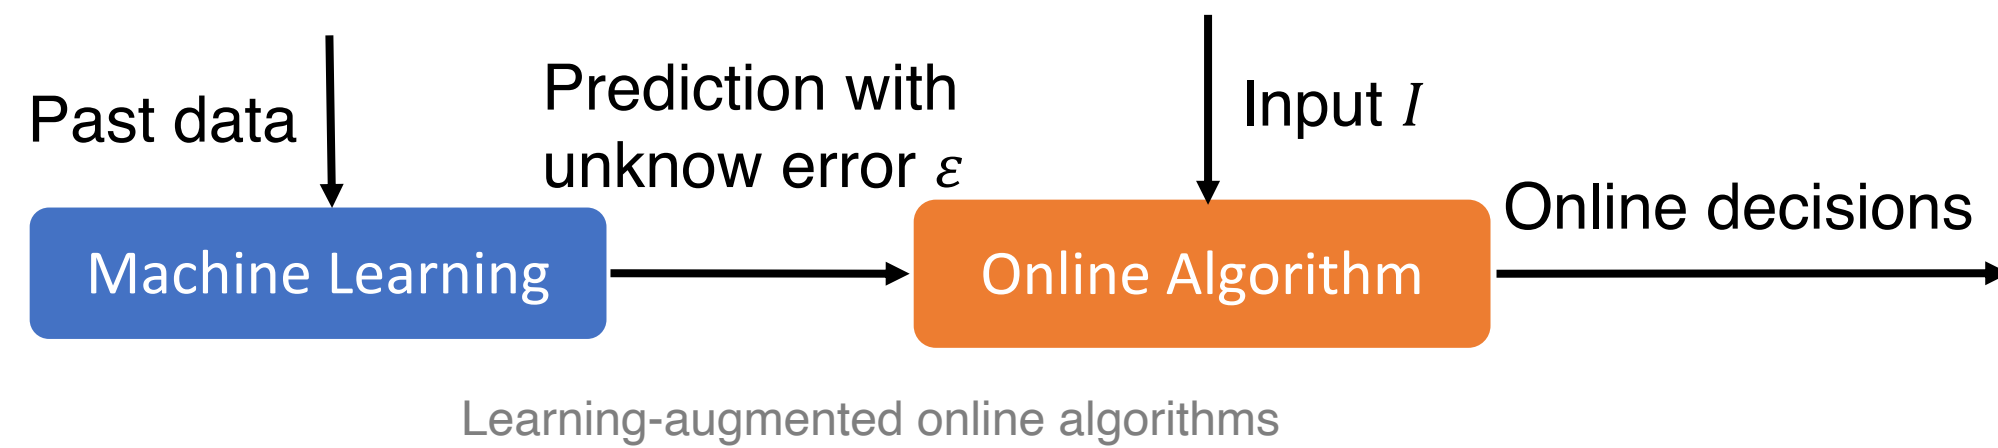 Past data
Prediction with
unknow error ε
Input I
Online decisions
Machine Learning
Online Algorithm
Learning-augmented online algorithms